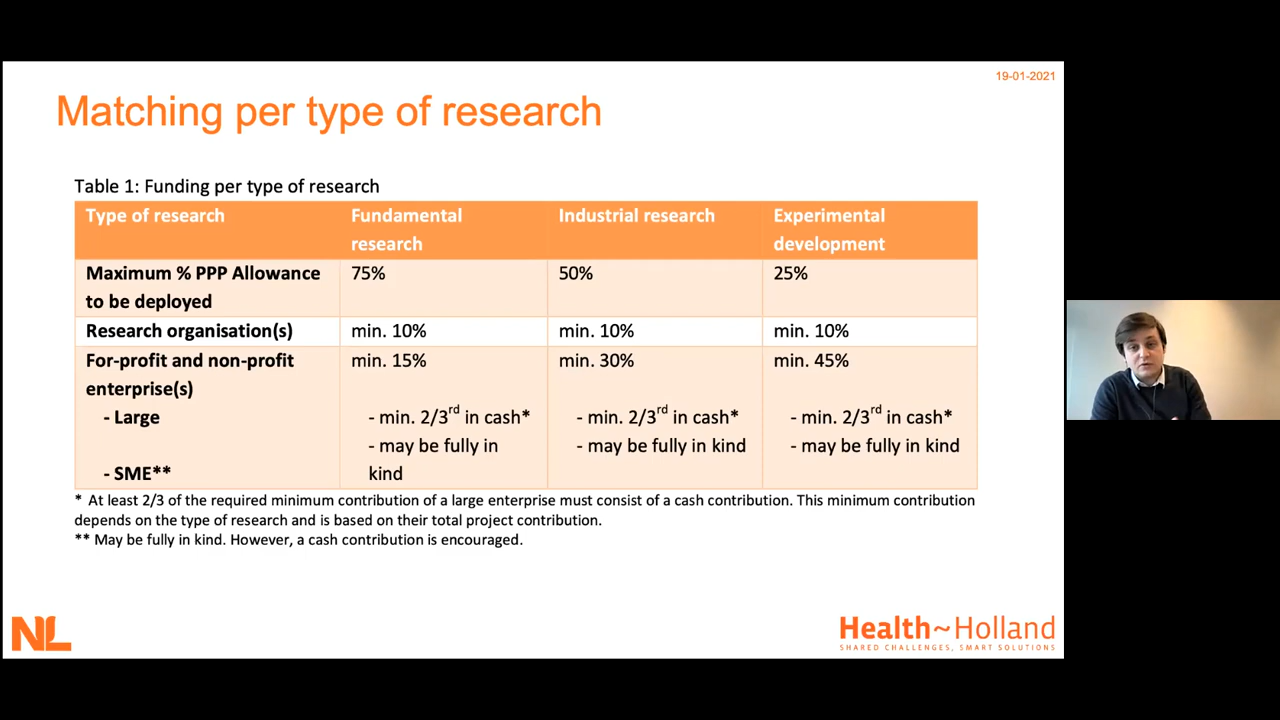 19-01-2021
Matching per type of research
Table 1: Funding per type of research
Type of research Fundamental research Industrial research Experimental development
Maximum % PPP Allowance to be deployed 75% 50% 25%
Research organisation(s) min. 10% min. 10% min. 10%
For-profit and non-profit enterprise(s) min. 15% min. 30% min. 45%
- Large - min. 2/3rd in cash* - min. 2/3rd in cash* - min. 2/3rd in cash*
- SME** - may be fully in kind - may be fully in kind - may be fully in kind
* At least 2/3 of the required minimum contribution of a large enterprise must consist of a cash contribution. This minimum contribution
depends on the type of research and is based on their total project contribution.
** May be fully in kind. However, a cash contribution is encouraged.
NL
Health~Holland
SHARED CHALLENGES, SMART SOLUTIONS